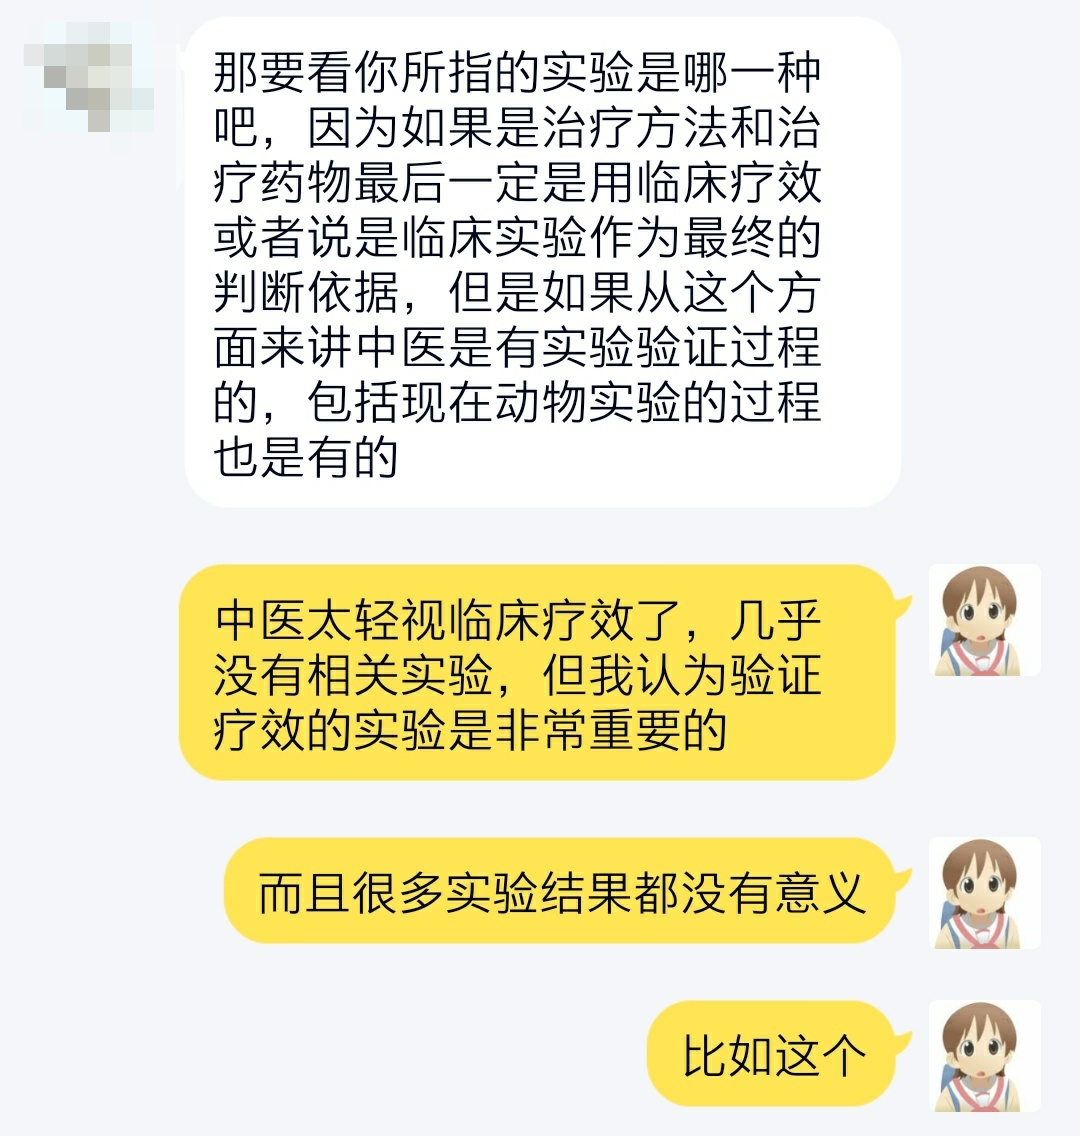 那要看你所指的实验是哪一种
吧，因为如果是治疗方法和治
疗药物最后一定是用临床疗效
或者说是临床实验作为最终的
判断依据，但是如果从这个方
面来讲中医是有实验验证过程
的，包括现在动物实验的过程
也是有的
中医太轻视临床疗效了，几乎
没有相关实验，但我认为验证
疗效的实验是非常重要的
而且很多实验结果都没有意义
比如这个